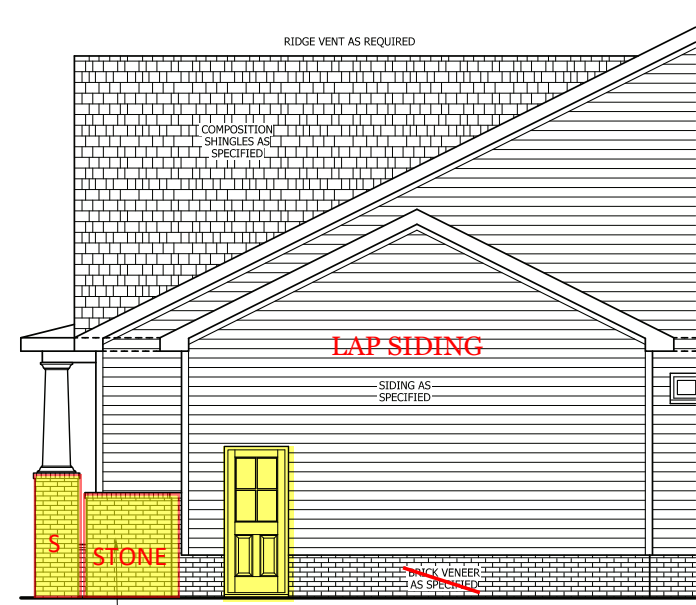 RIDGE VENT AS REQUIRED
COMPOSITION
SHINGLES AS
SPECIFIED
LAP SIDING
SIDING AS
SPECIFIED
S
STONE
BRICK VENEER
AS SPECIFIED